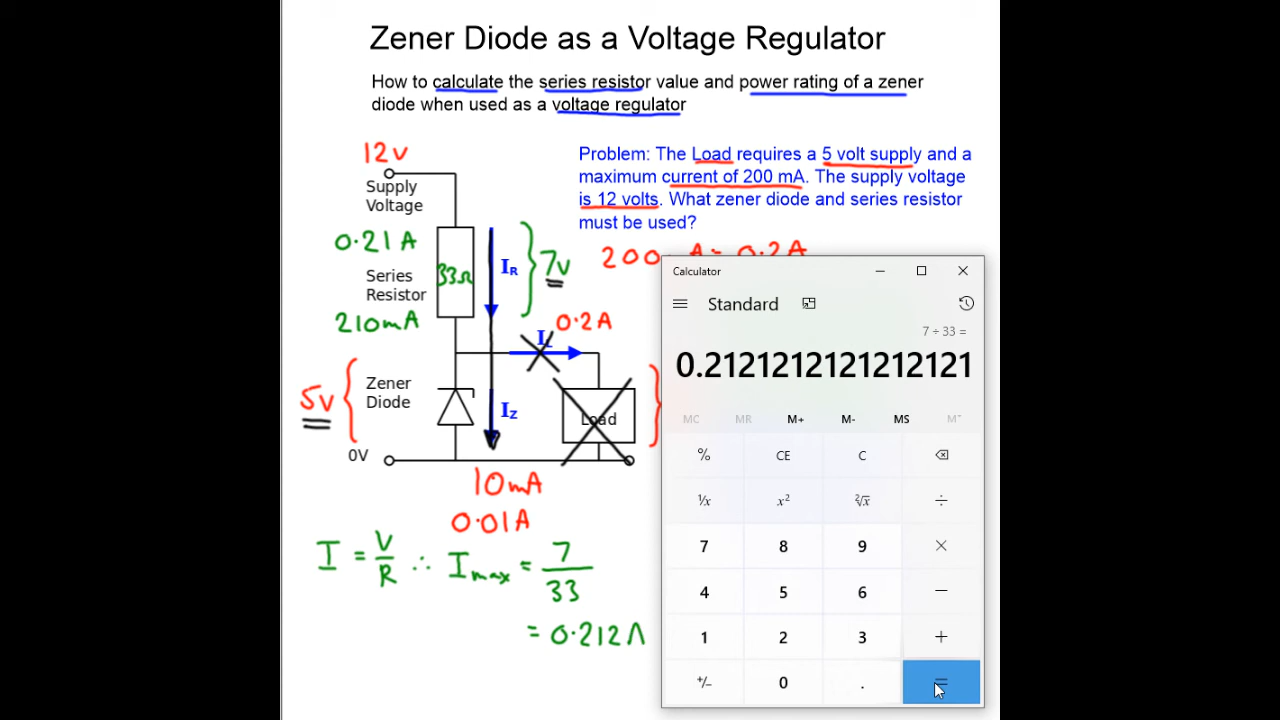 Zener Diode as a Voltage Regulator
How to calculate the series resistor value and power rating of a zener
diode when used as a voltage regulator
Problem: The Load requires a 5 volt supply and a
maximum current of 200 mA. The supply voltage
is 12 volts. What zener diode and series resistor
must be used?
12v
Supply
Voltage
0.21A
33Ω
Series
Resistor
210mA
IR
7v
0.2A
5v
Zener
Diode
IZ
Load
0V
10mA
0.01A
I = V/R ∴ Imax = 7/33
= 0.212A
200 A = 0.2A
Calculator
Standard
7 ÷ 33 =
0.2121212121212121
MC MR M+ M- MS M˅
% CE C
¹/x x² ²√x ÷
7 8 9 ×
4 5 6 −
1 2 3 +
+/− 0 . =